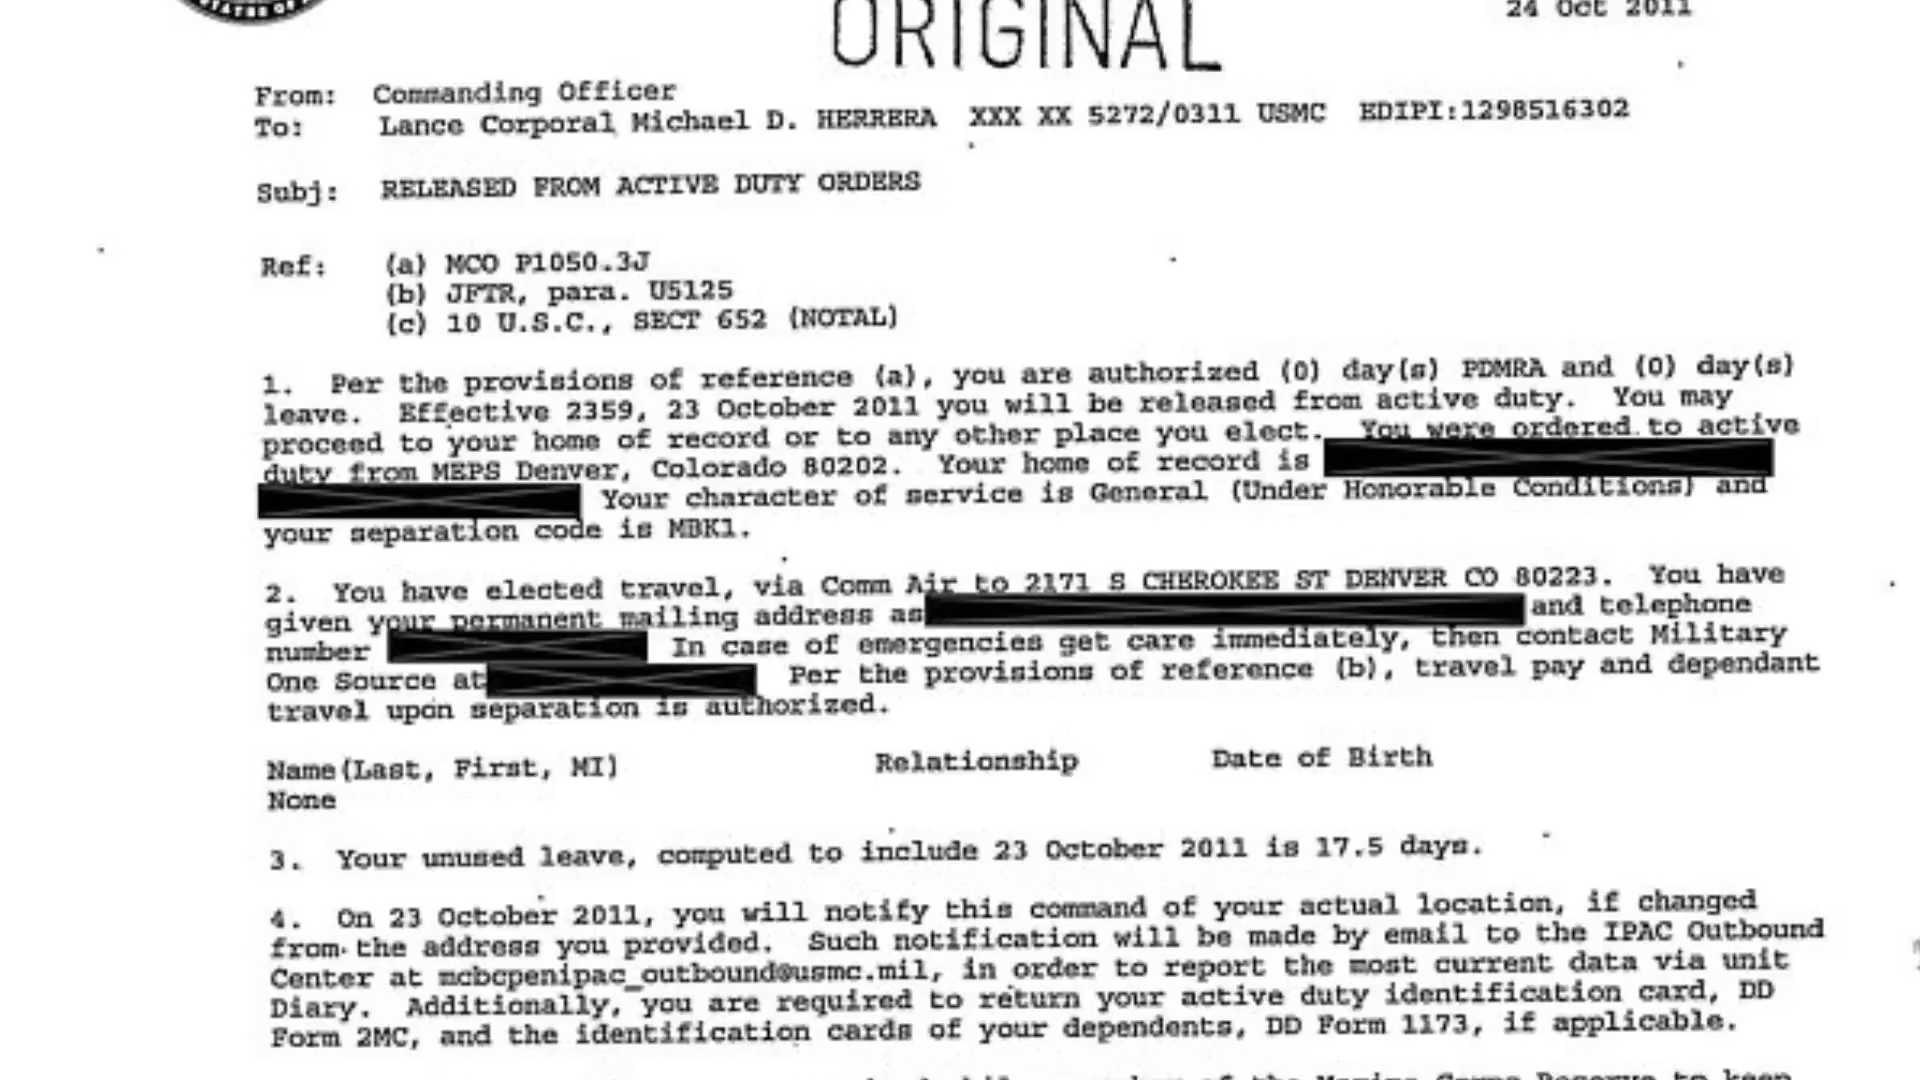 STATES OF
ORIGINAL
24 Oct 2011
From: Commanding Officer
To: Lance Corporal Michael D. HERRERA XXX XX 5272/0311 USMC EDIPI:1298516302
Subj: RELEASED FROM ACTIVE DUTY ORDERS
Ref: (a) MCO P1050.3J
(b) JFTR, para. U5125
(c) 10 U.S.C., SECT 652 (NOTAL)
1. Per the provisions of reference (a), you are authorized (0) day(s) PDMRA and (0) day(s)
leave. Effective 2359, 23 October 2011 you will be released from active duty. You may
proceed to your home of record or to any other place you elect. You were ordered to active
duty from MEPS Denver, Colorado 80202. Your home of record is
Your character of service is General (Under Honorable Conditions) and
your separation code is MBK1.
2. You have elected travel, via Comm Air to 2171 S CHEROKEE ST DENVER CO 80223. You have
given your permanent mailing address as and telephone
number In case of emergencies get care immediately, then contact Military
One Source at Per the provisions of reference (b), travel pay and dependant
travel upon separation is authorized.
Name(Last, First, MI) Relationship Date of Birth
None
3. Your unused leave, computed to include 23 October 2011 is 17.5 days.
4. On 23 October 2011, you will notify this command of your actual location, if changed
from the address you provided. Such notification will be made by email to the IPAC Outbound
Center at mcbcpenipac_outbound@usmc.mil, in order to report the most current data via unit
Diary. Additionally, you are required to return your active duty identification card, DD
Form 2MC, and the identification cards of your dependents, DD Form 1173, if applicable.
of the Marine Corps Reserve to keep